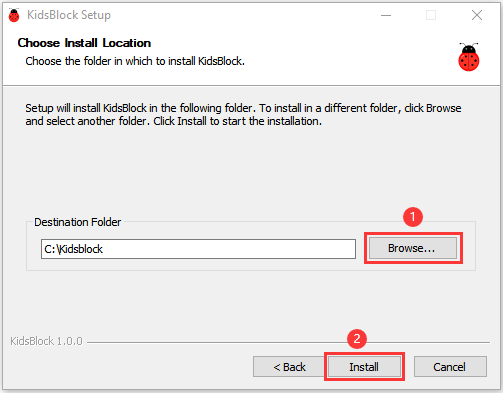 KidsBlock Setup
Choose Install Location
Choose the folder in which to install KidsBlock.
Setup will install KidsBlock in the following folder. To install in a different folder, click Browse
and select another folder. Click Install to start the installation.
1
Destination Folder
C:\Kidsblock
Browse...
KidsBlock 1.0.0
2
< Back
Install
Cancel